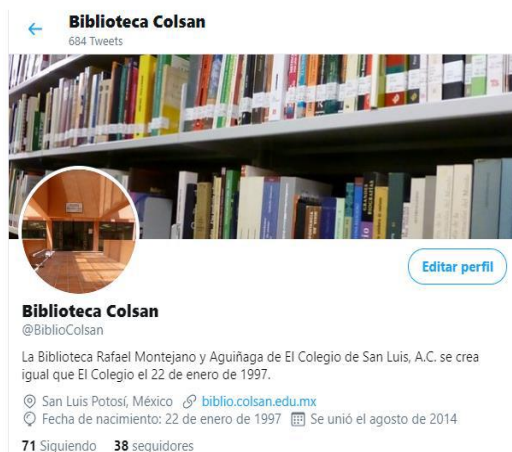 Biblioteca Colsan
684 Tweets
Editar perfil
Biblioteca Colsan
@BiblioColsan
La Biblioteca Rafael Montejano y Aguiñaga de El Colegio de San Luis, A.C. se crea
igual que El Colegio el 22 de enero de 1997.
San Luis Potosí, México biblio.colsan.edu.mx
Fecha de nacimiento: 22 de enero de 1997 Se unió el agosto de 2014
71 Siguiendo 38 seguidores